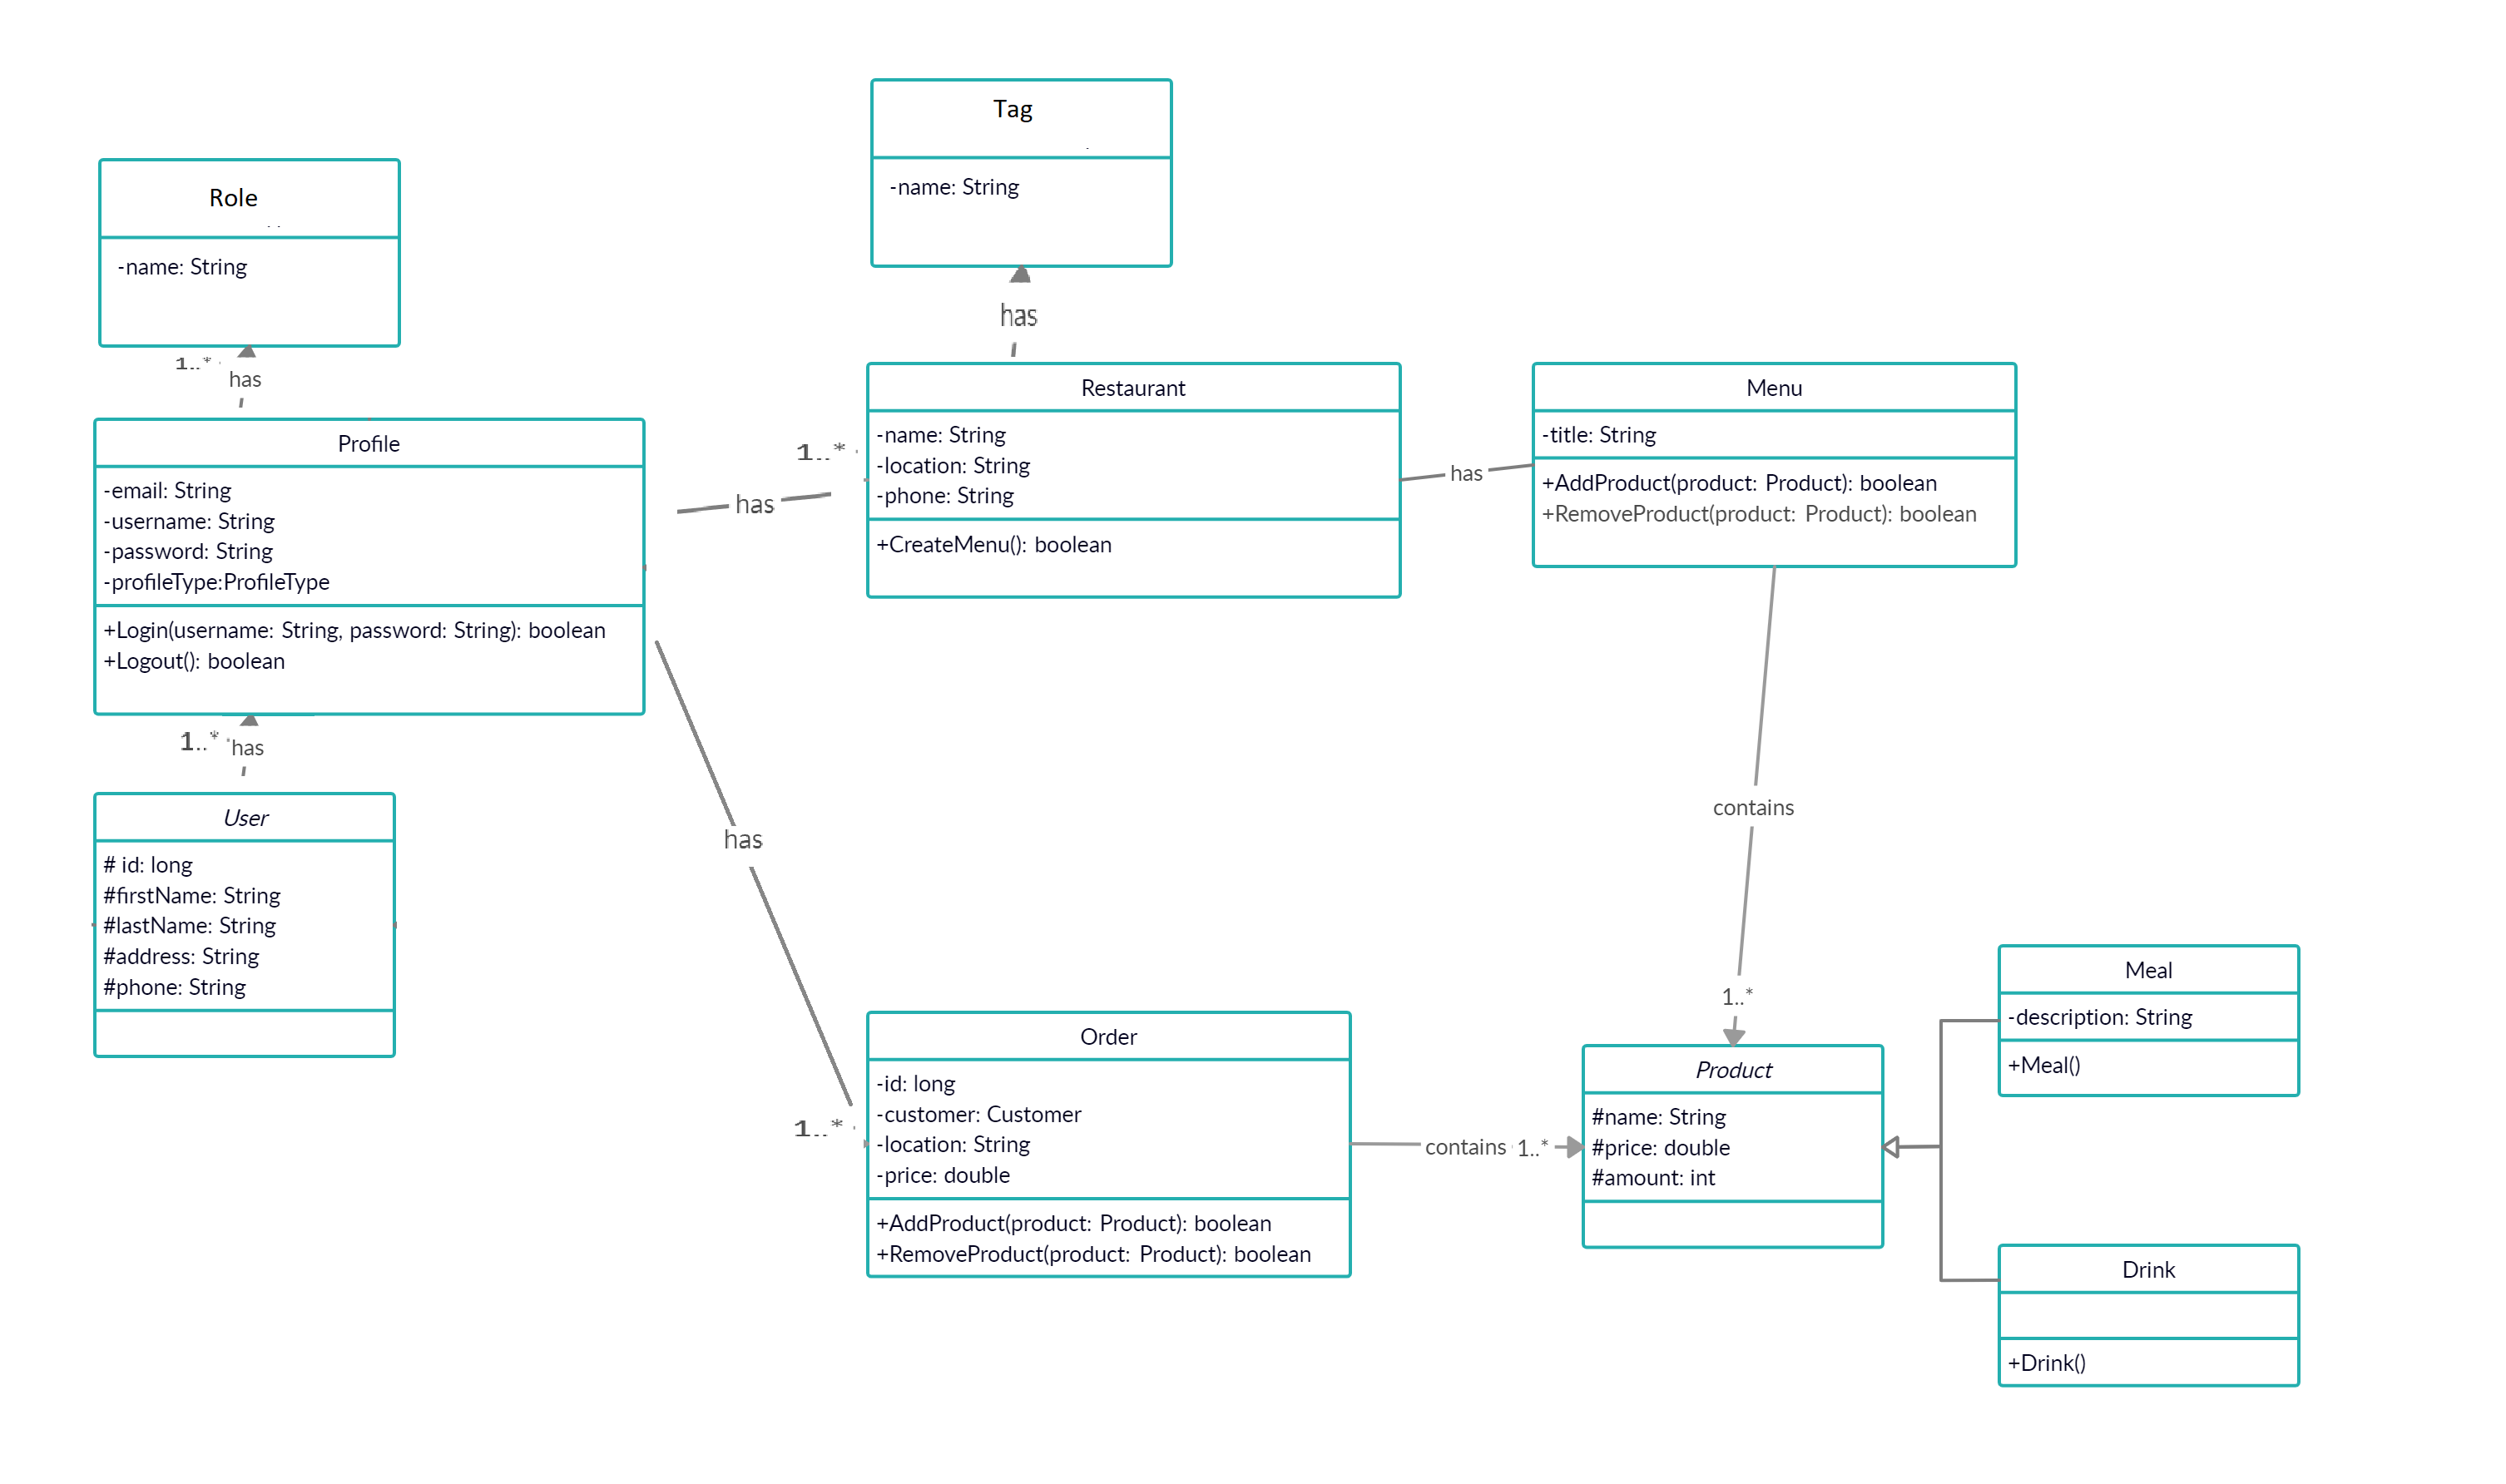 Tag
-name: String
Role
-name: String
has
1..*
has
Profile
-email: String
-username: String
-password: String
-profileType:ProfileType
+Login(username: String, password: String): boolean
+Logout(): boolean
1..*
has
Restaurant
-name: String
-location: String
-phone: String
+CreateMenu(): boolean
has
Menu
-title: String
+AddProduct(product: Product): boolean
+RemoveProduct(product: Product): boolean
1..*
has
User
# id: long
#firstName: String
#lastName: String
#address: String
#phone: String
has
1..*
contains
1..*
Order
-id: long
-customer: Customer
-location: String
-price: double
+AddProduct(product: Product): boolean
+RemoveProduct(product: Product): boolean
contains 1..*
Product
#name: String
#price: double
#amount: int
Meal
-description: String
+Meal()
Drink
+Drink()